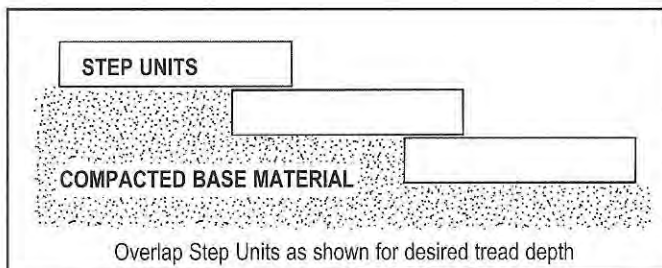 STEP UNITS
COMPACTED BASE MATERIAL
Overlap Step Units as shown for desired tread depth